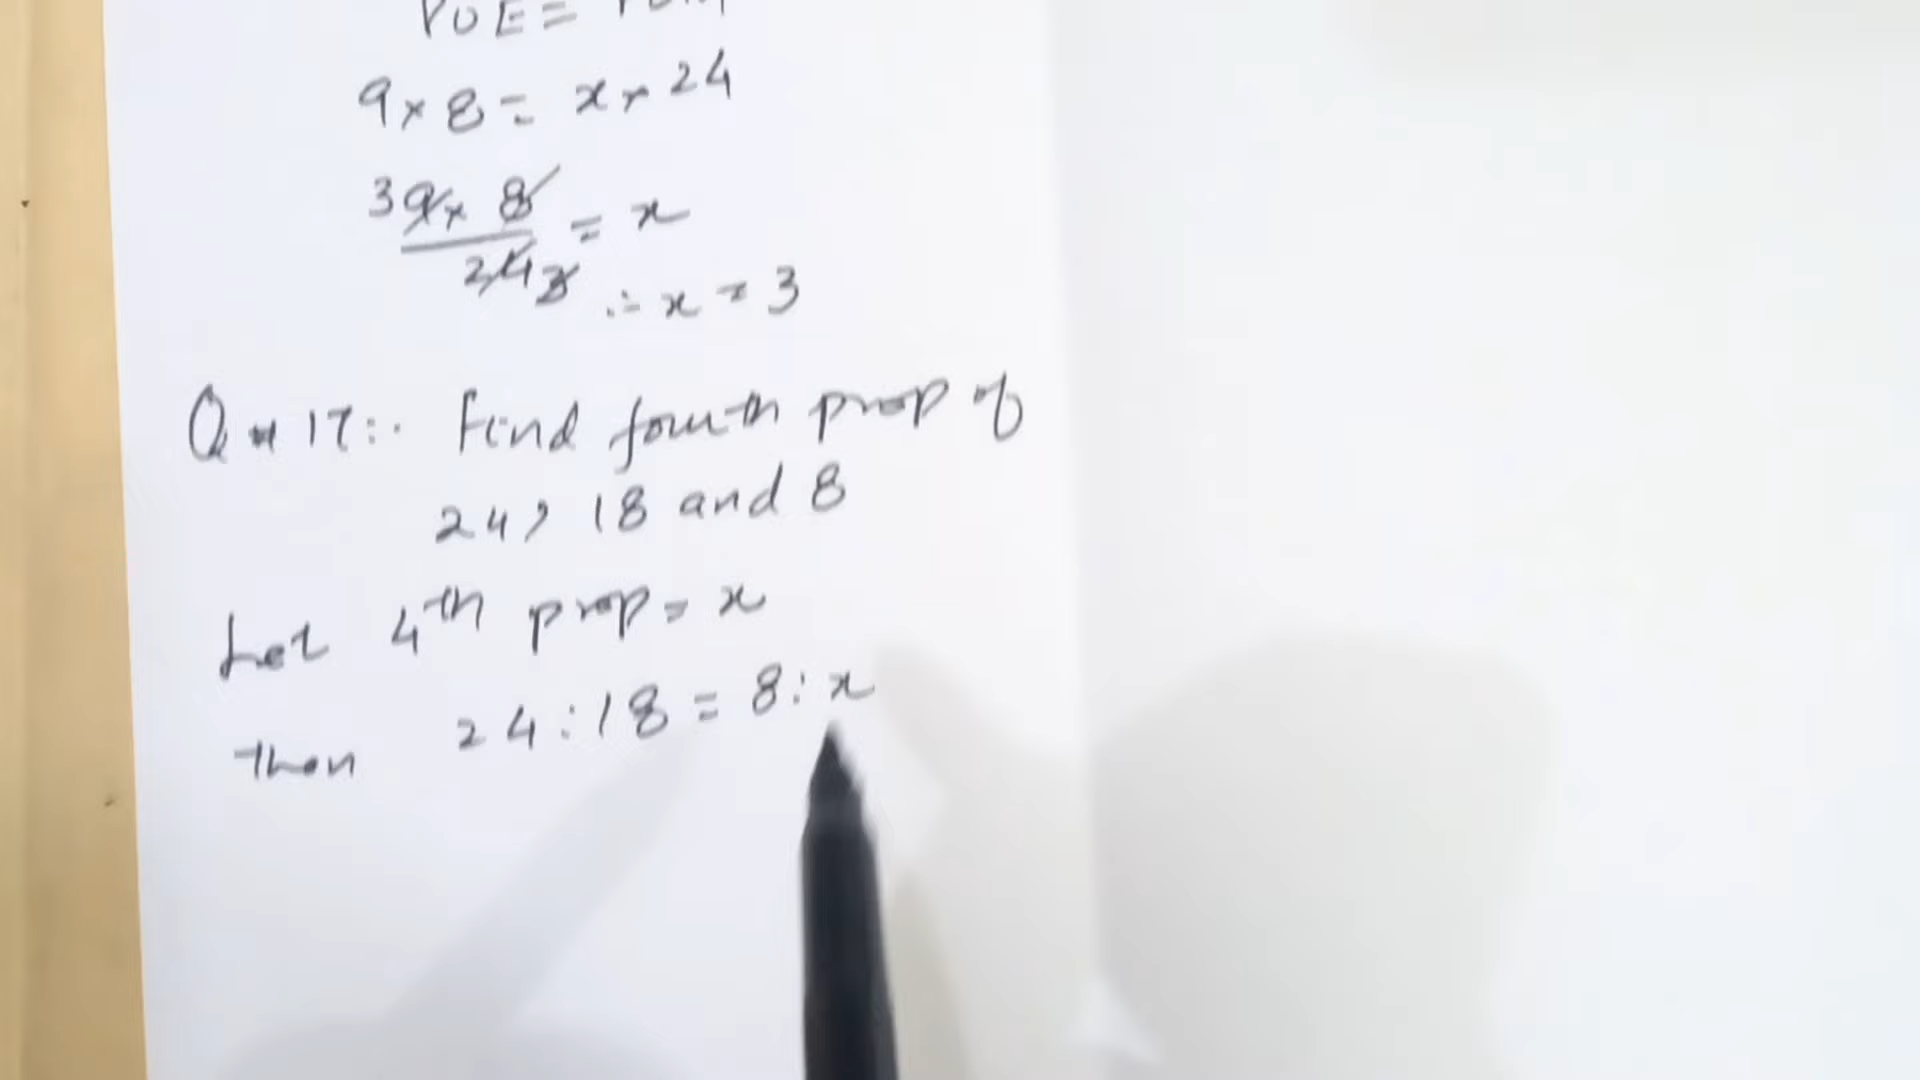 POE =
9 × 8 = x × 24
3 9 × 8 / 24 3 = x
∴ x = 3
Q # 17:. Find fourth prop of
24, 18 and 8
Let 4th prop = x
then 24 : 18 = 8 : x